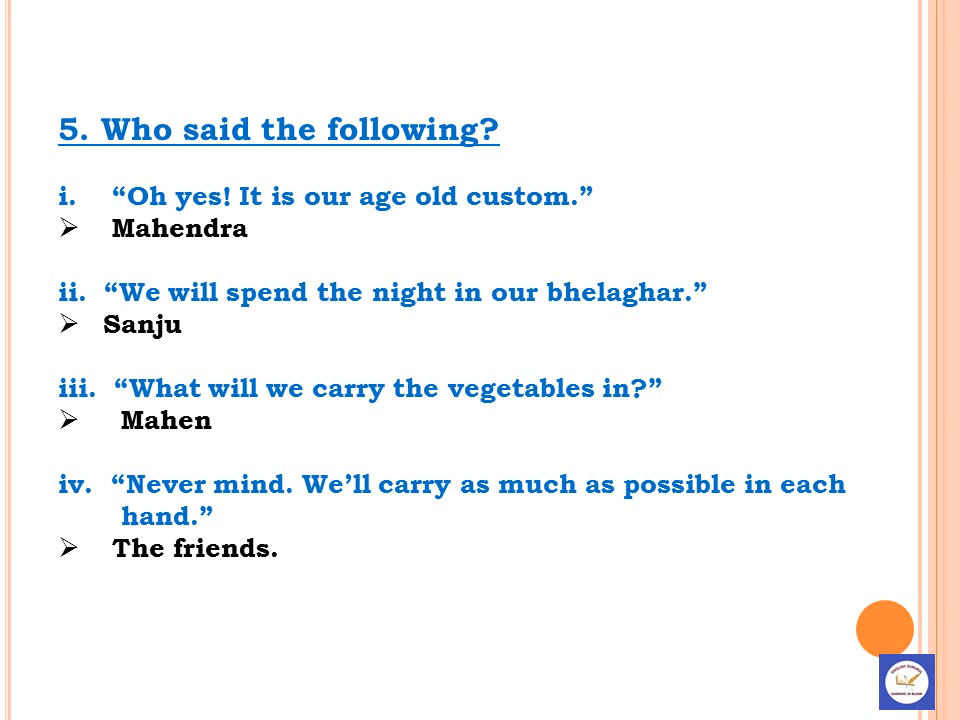 5. Who said the following?
i. “Oh yes! It is our age old custom.”
➢ Mahendra
ii. “We will spend the night in our bhelaghar.”
➢ Sanju
iii. “What will we carry the vegetables in?”
➢ Mahen
iv. “Never mind. We’ll carry as much as possible in each
hand.”
➢ The friends.